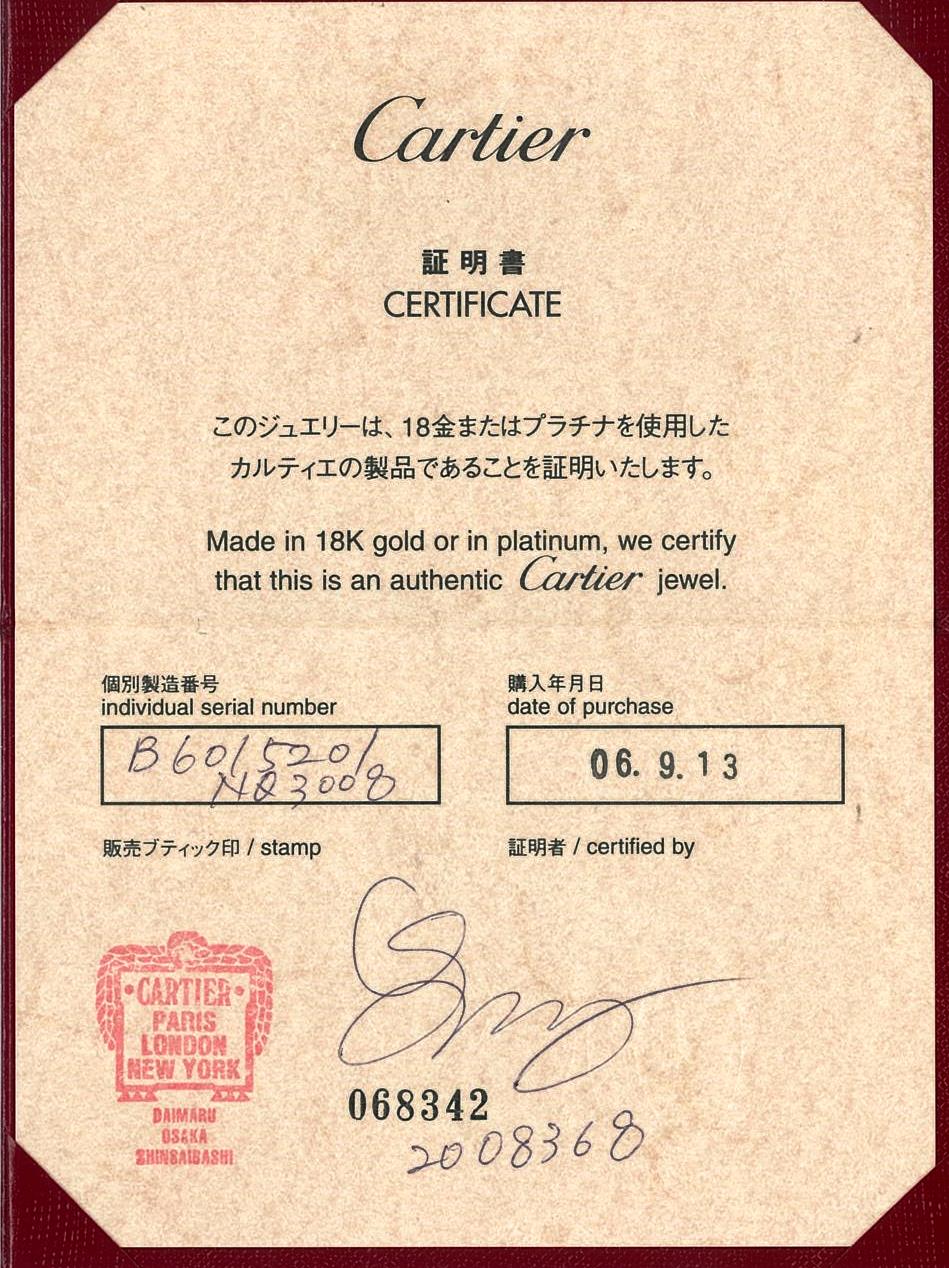 Cartier
証明書
CERTIFICATE
このジュエリーは、18金またはプラチナを使用した
カルティエの製品であることを証明いたします。
Made in 18K gold or in platinum, we certify
that this is an authentic Cartier jewel.
個別製造番号
individual serial number
B6015201
NQ3008
購入年月日
date of purchase
06. 9. 13
販売ブティック印 / stamp
証明者 / certified by
CARTIER
PARIS
LONDON
NEW YORK
DAIMARU
OSAKA
SHINSAIBASHI
068342
2008368